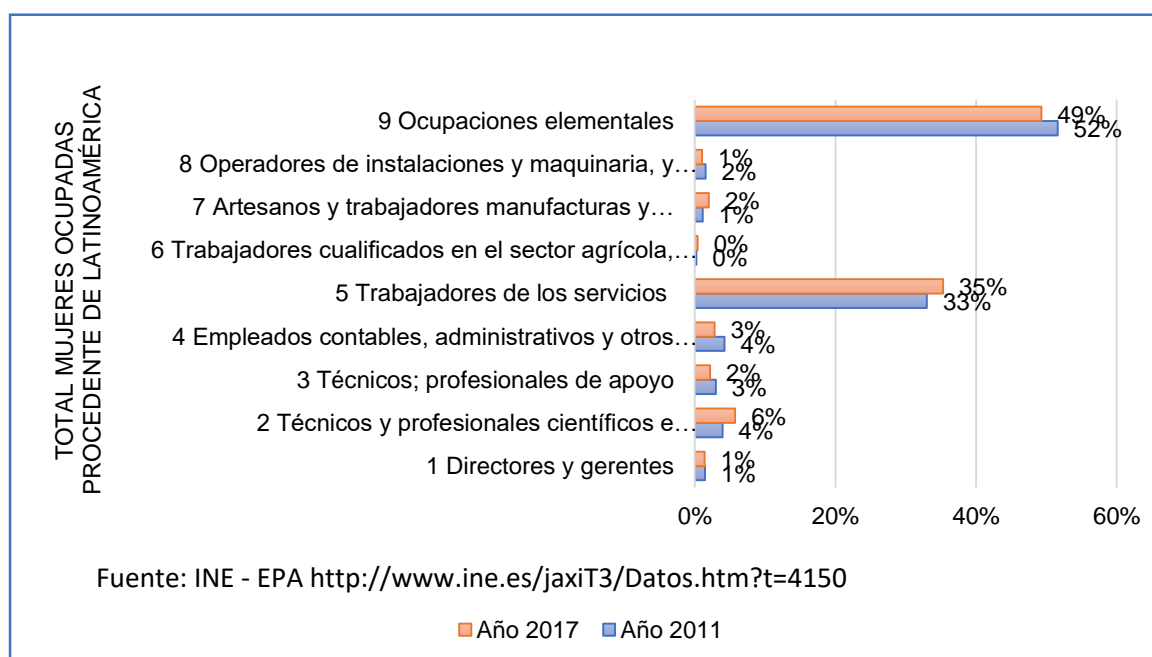 TOTAL MUJERES OCUPADAS
PROCEDENTE DE LATINOAMÉRICA
9 Ocupaciones elementales
49%
52%
8 Operadores de instalaciones y maquinaria, y…
1%
2%
7 Artesanos y trabajadores manufacturas y…
2%
1%
6 Trabajadores cualificados en el sector agrícola,…
0%
0%
5 Trabajadores de los servicios
35%
33%
4 Empleados contables, administrativos y otros…
3%
4%
3 Técnicos; profesionales de apoyo
2%
3%
2 Técnicos y profesionales científicos e…
6%
4%
1 Directores y gerentes
1%
1%
0% 20% 40% 60%
Fuente: INE - EPA http://www.ine.es/jaxiT3/Datos.htm?t=4150
Año 2017 Año 2011